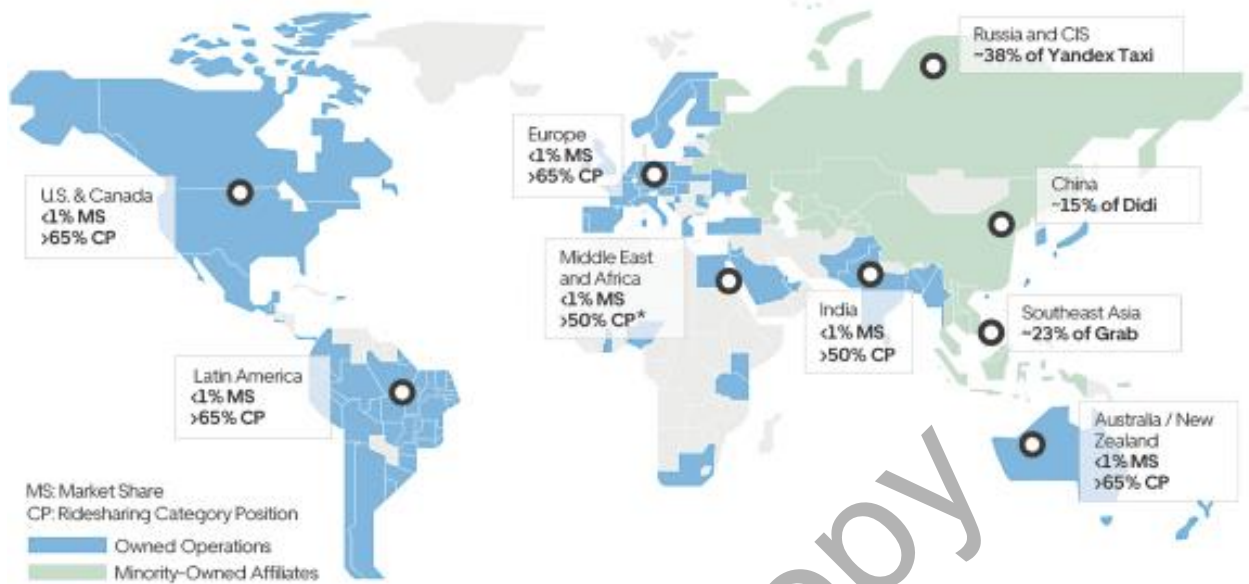 Russia and CIS
~38% of Yandex Taxi
Europe
<1% MS
>65% CP
U.S. & Canada
<1% MS
>65% CP
China
~15% of Didi
Middle East
and Africa
<1% MS
>50% CP*
India
<1% MS
>50% CP
Southeast Asia
~23% of Grab
Latin America
<1% MS
>65% CP
Australia / New
Zealand
<1% MS
>65% CP
MS: Market Share
CP: Ridesharing Category Position
Owned Operations
Minority-Owned Affiliates
opy